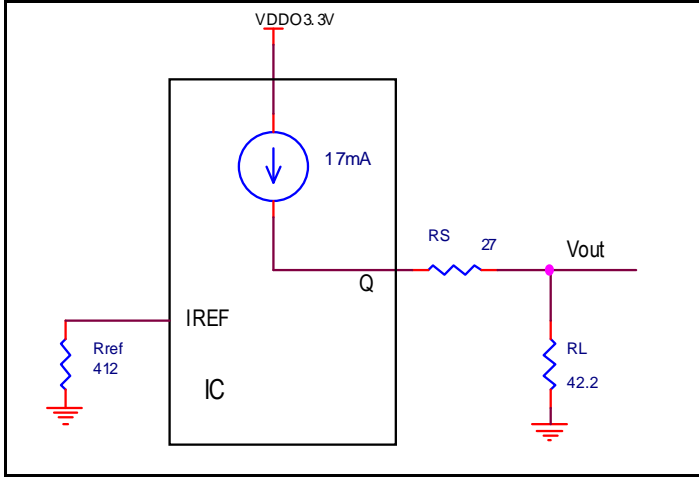 VDDO3.3V
17mA
RS 27
Vout
Q
IREF
Rref
412
RL
42.2
IC